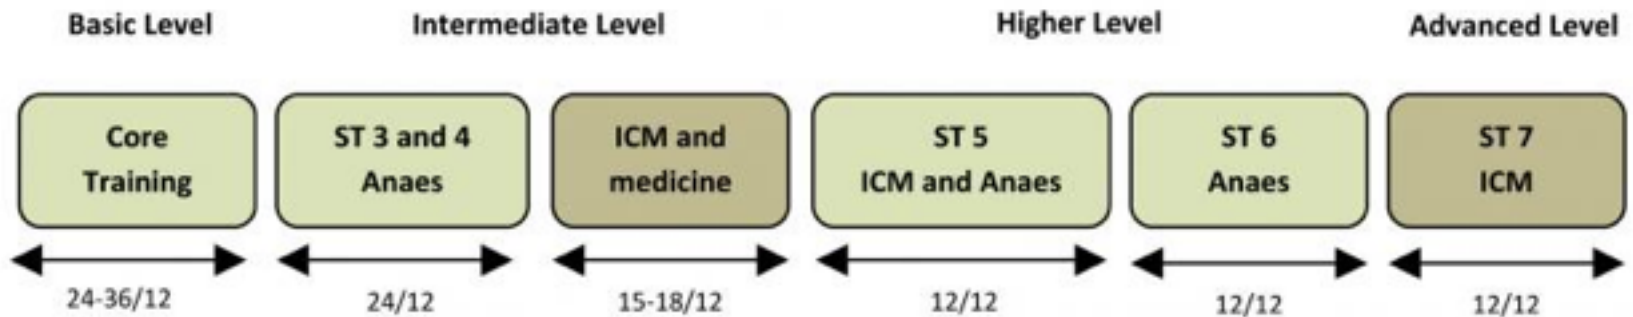 Basic Level
Intermediate Level
Higher Level
Advanced Level
Core
Training
ST 3 and 4
Anaes
ICM and
medicine
ST 5
ICM and Anaes
ST 6
Anaes
ST 7
ICM
24-36/12
24/12
15-18/12
12/12
12/12
12/12